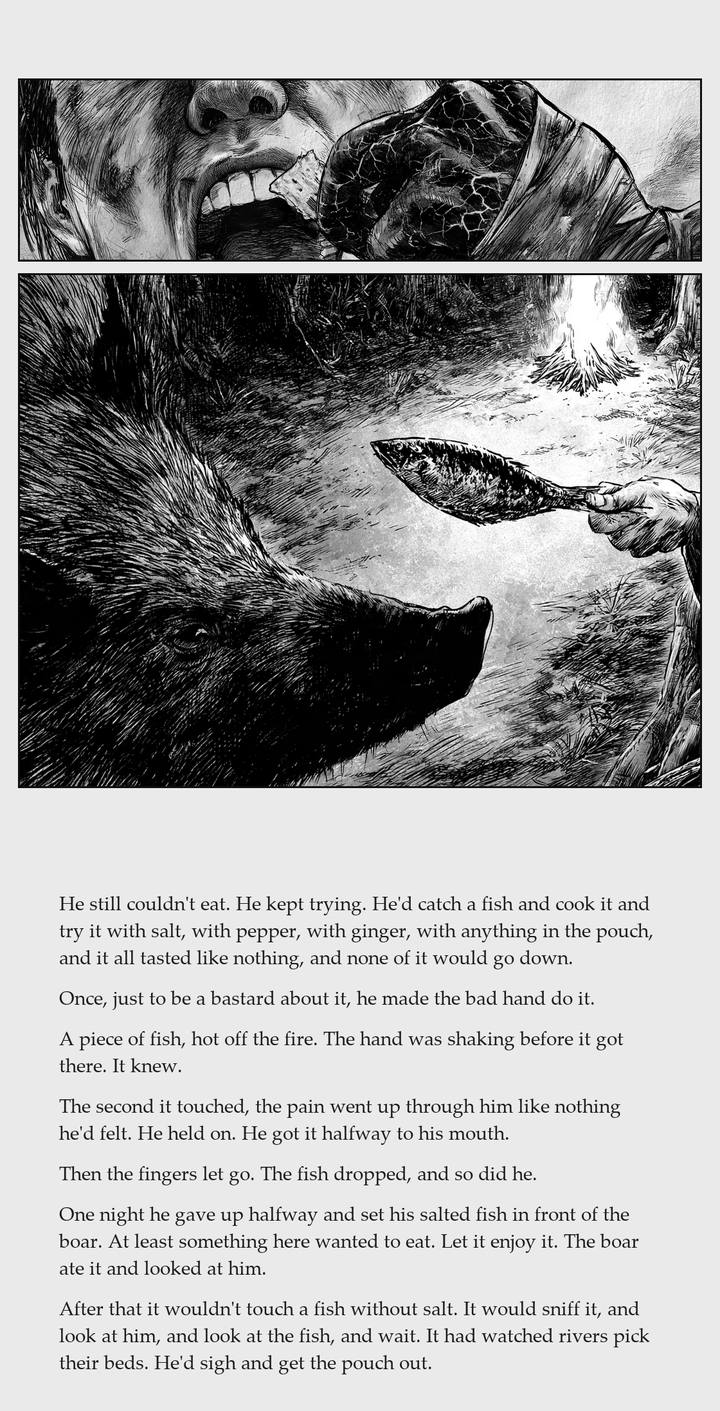 He still couldn't eat. He kept trying. He'd catch a fish and cook it and
try it with salt, with pepper, with ginger, with anything in the pouch,
and it all tasted like nothing, and none of it would go down.
Once, just to be a bastard about it, he made the bad hand do it.
A piece of fish, hot off the fire. The hand was shaking before it got
there. It knew.
The second it touched, the pain went up through him like nothing
he'd felt. He held on. He got it halfway to his mouth.
Then the fingers let go. The fish dropped, and so did he.
One night he gave up halfway and set his salted fish in front of the
boar. At least something here wanted to eat. Let it enjoy it. The boar
ate it and looked at him.
After that it wouldn't touch a fish without salt. It would sniff it, and
look at him, and look at the fish, and wait. It had watched rivers pick
their beds. He'd sigh and get the pouch out.